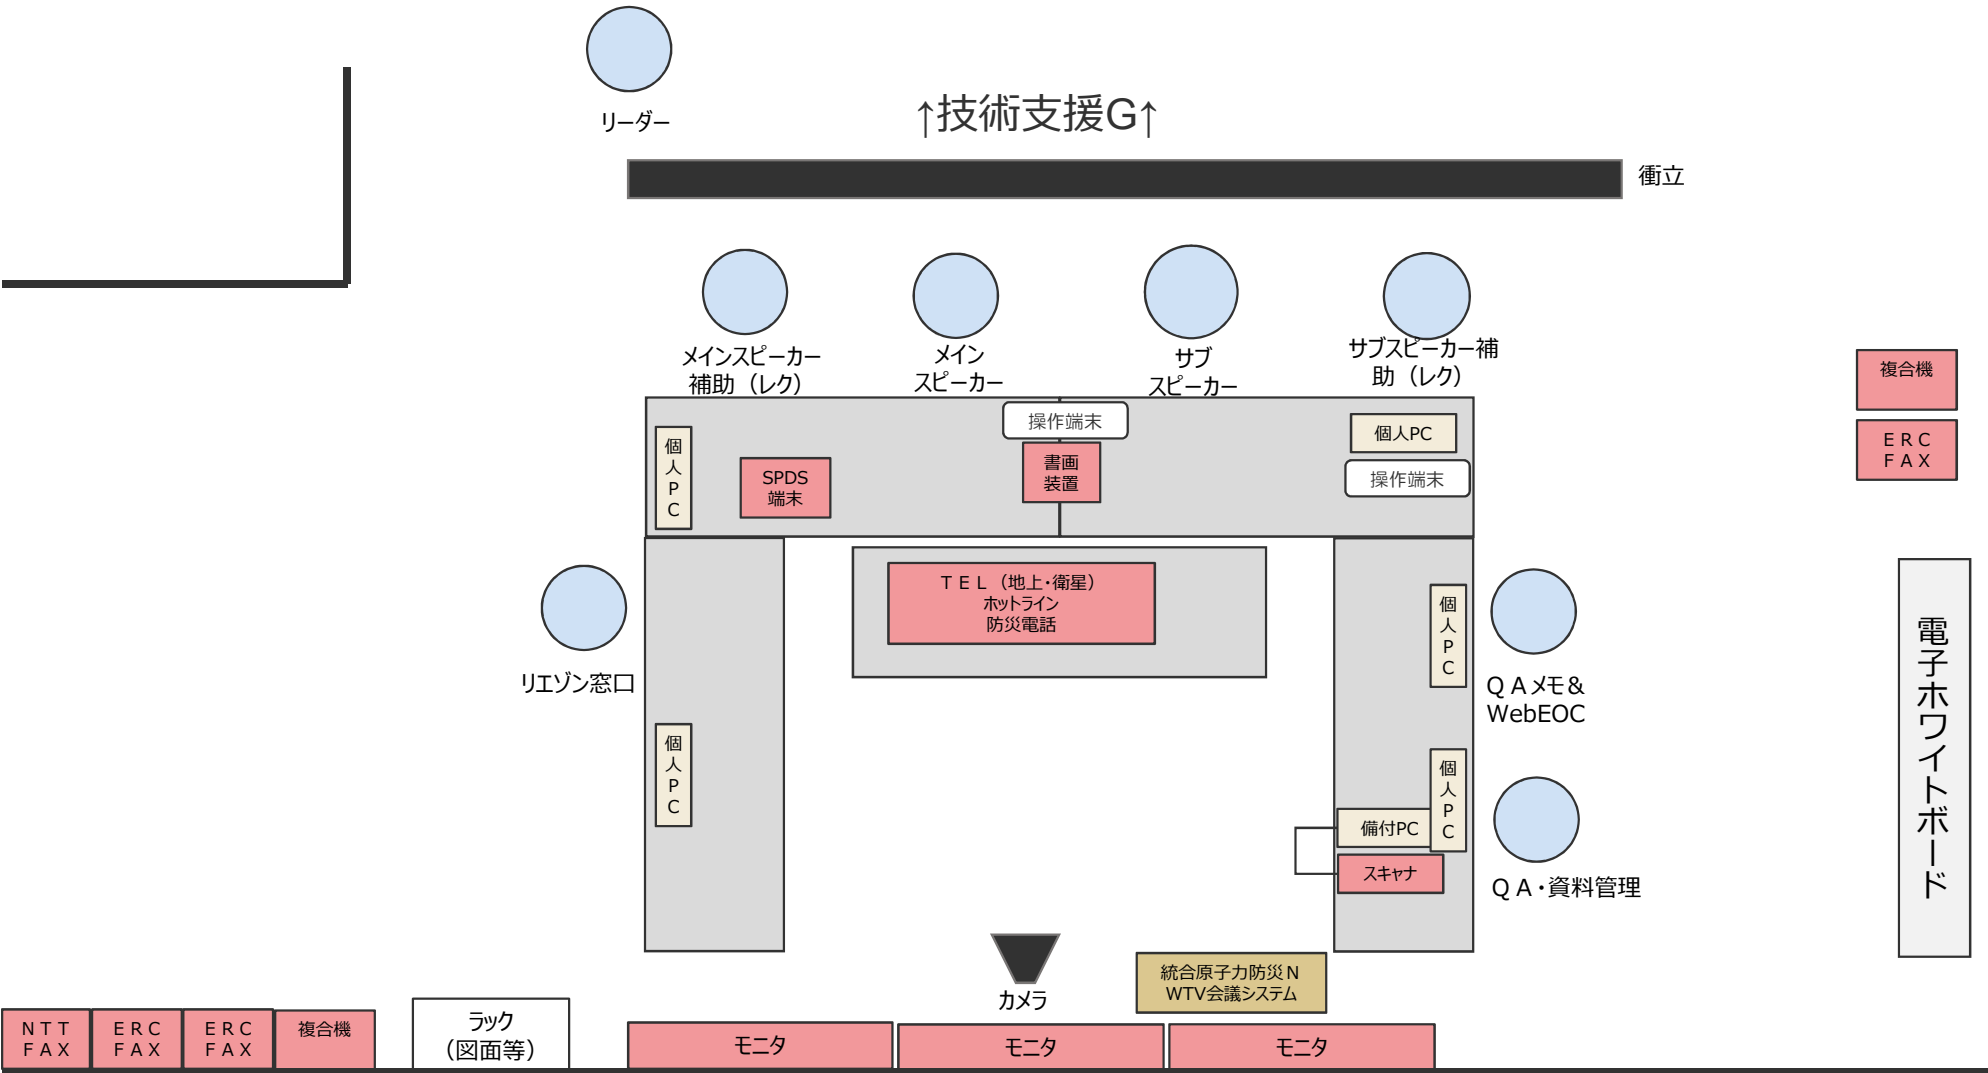 リーダー
↑技術支援G↑
衝立
メインスピーカー
補助（レク）
メイン
スピーカー
サブ
スピーカー
サブスピーカー補
助（レク）
複合機
ＥＲＣ
ＦＡＸ
操作端末
個人PC
個人ＰＣ
SPDS
端末
書画
装置
操作端末
ＴＥＬ（地上・衛星）
ホットライン
防災電話
リエゾン窓口
個人ＰＣ
個人ＰＣ
ＱＡメモ＆
WebEOC
個人ＰＣ
備付PC
スキャナ
ＱＡ・資料管理
電子ホワイトボード
カメラ
統合原子力防災Ｎ
WTV会議システム
ＮＴＴ
ＦＡＸ
ＥＲＣ
ＦＡＸ
ＥＲＣ
ＦＡＸ
複合機
ラック
（図面等）
モニタ
モニタ
モニタ